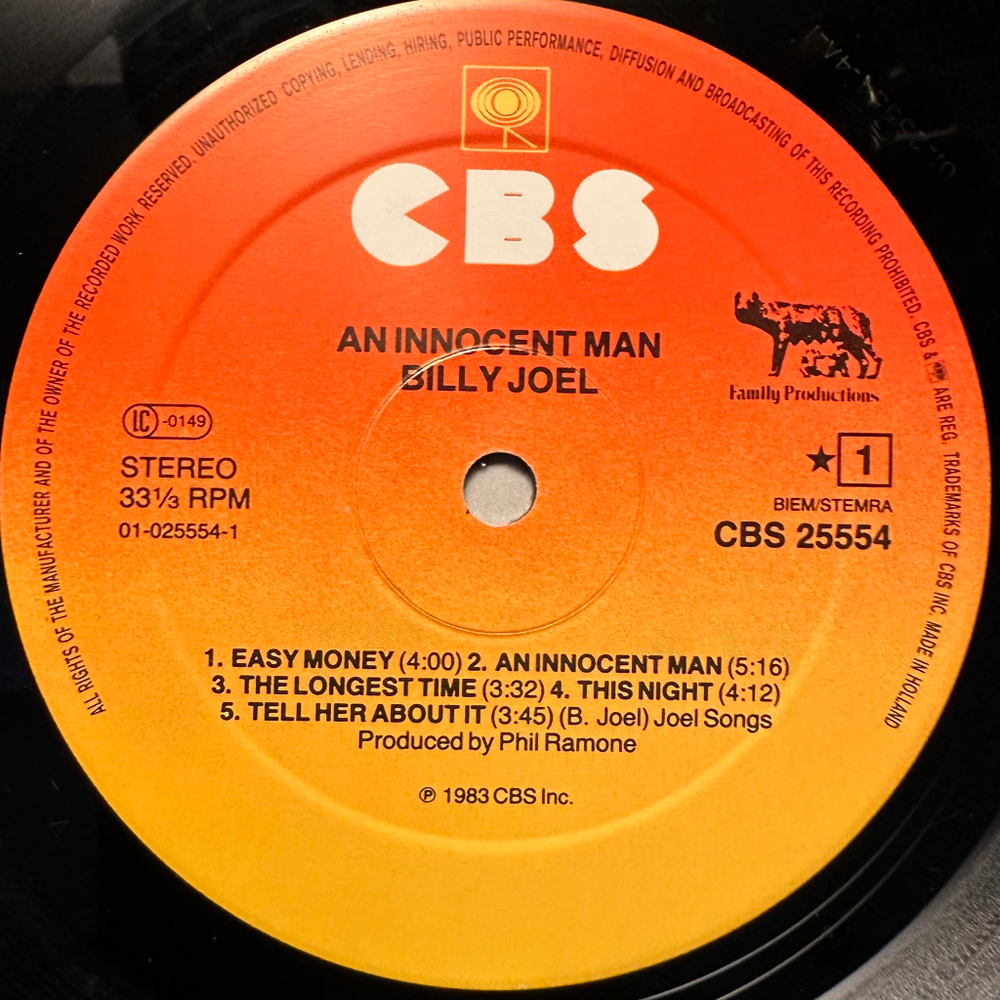 ALL RIGHTS OF THE MANUFACTURER AND OF THE OWNER OF THE RECORDED WORK RESERVED. UNAUTHORIZED COPYING, LENDING, HIRING, PUBLIC PERFORMANCE, DIFFUSION AND BROADCASTING OF THIS RECORDING PROHIBITED. CBS & ARE REG. TRADEMARKS OF CBS INC. MADE IN HOLLAND
CBS
AN INNOCENT MAN
BILLY JOEL
Family Productions
LC -0149
STEREO
33⅓ RPM
01-025554-1
★ 1
BIEM/STEMRA
CBS 25554
1. EASY MONEY (4:00) 2. AN INNOCENT MAN (5:16)
3. THE LONGEST TIME (3:32) 4. THIS NIGHT (4:12)
5. TELL HER ABOUT IT (3:45) (B. Joel) Joel Songs
Produced by Phil Ramone
℗ 1983 CBS Inc.